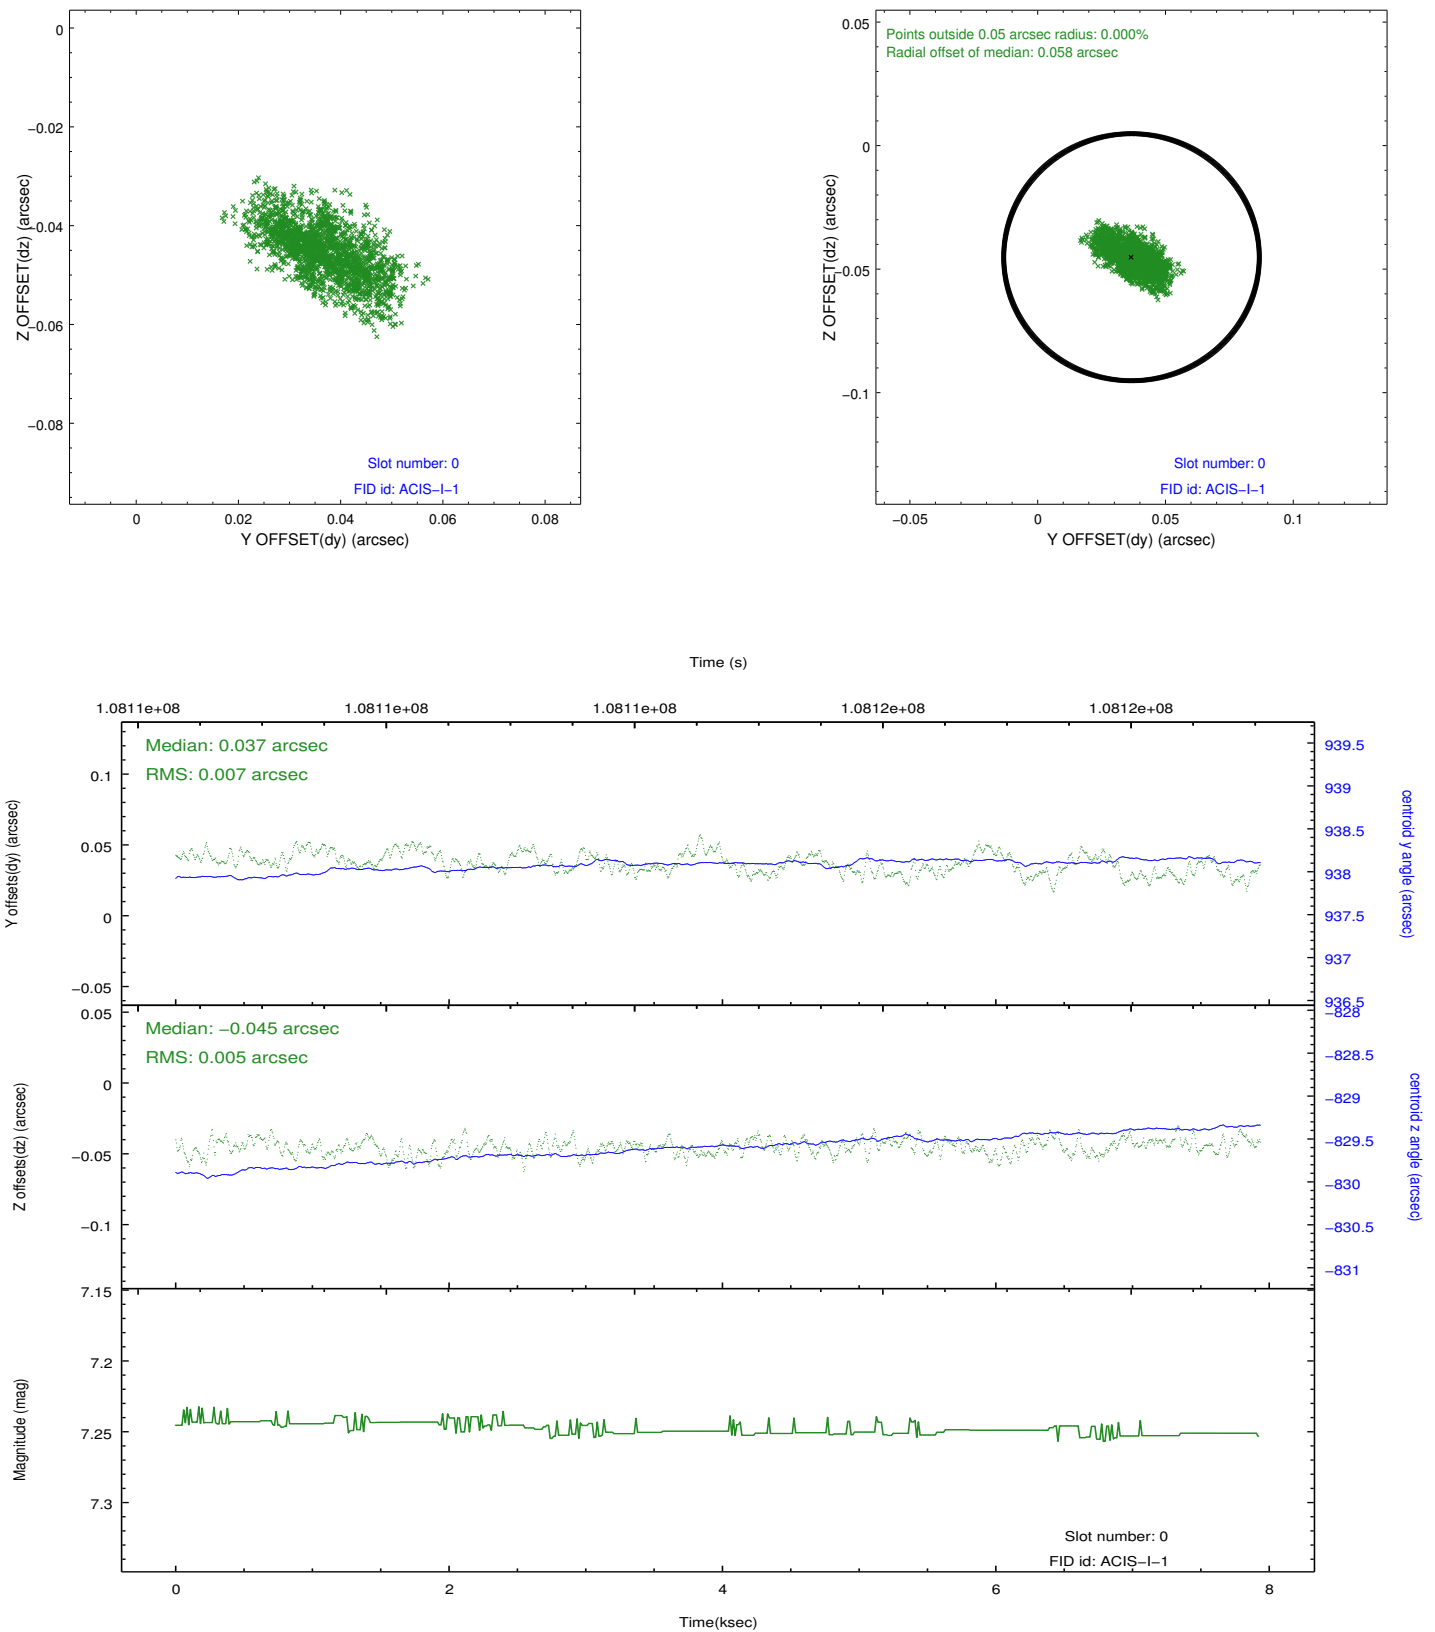 0
−0.02
−0.04
−0.06
−0.08
Z OFFSET(dz) (arcsec)
Slot number: 0
FID id: ACIS−I−1
0
0.02
0.04
0.06
0.08
Y OFFSET(dy) (arcsec)
Points outside 0.05 arcsec radius: 0.000%
Radial offset of median: 0.058 arcsec
0.05
0
−0.05
−0.1
Z OFFSET(dz) (arcsec)
Slot number: 0
FID id: ACIS−I−1
−0.05
0
0.05
0.1
Y OFFSET(dy) (arcsec)
Time (s)
1.0811e+08
1.0811e+08
1.0811e+08
1.0812e+08
1.0812e+08
Median: 0.037 arcsec
RMS: 0.007 arcsec
0.1
0.05
0
−0.05
Y offsets(dy) (arcsec)
939.5
939
938.5
938
937.5
937
936.5
centroid y angle (arcsec)
Median: −0.045 arcsec
RMS: 0.005 arcsec
0.05
0
−0.05
−0.1
Z offsets(dz) (arcsec)
−828
−828.5
−829
−829.5
−830
−830.5
−831
centroid z angle (arcsec)
7.15
7.2
7.25
7.3
Magnitude (mag)
Slot number: 0
FID id: ACIS−I−1
0
2
4
6
8
Time(ksec)